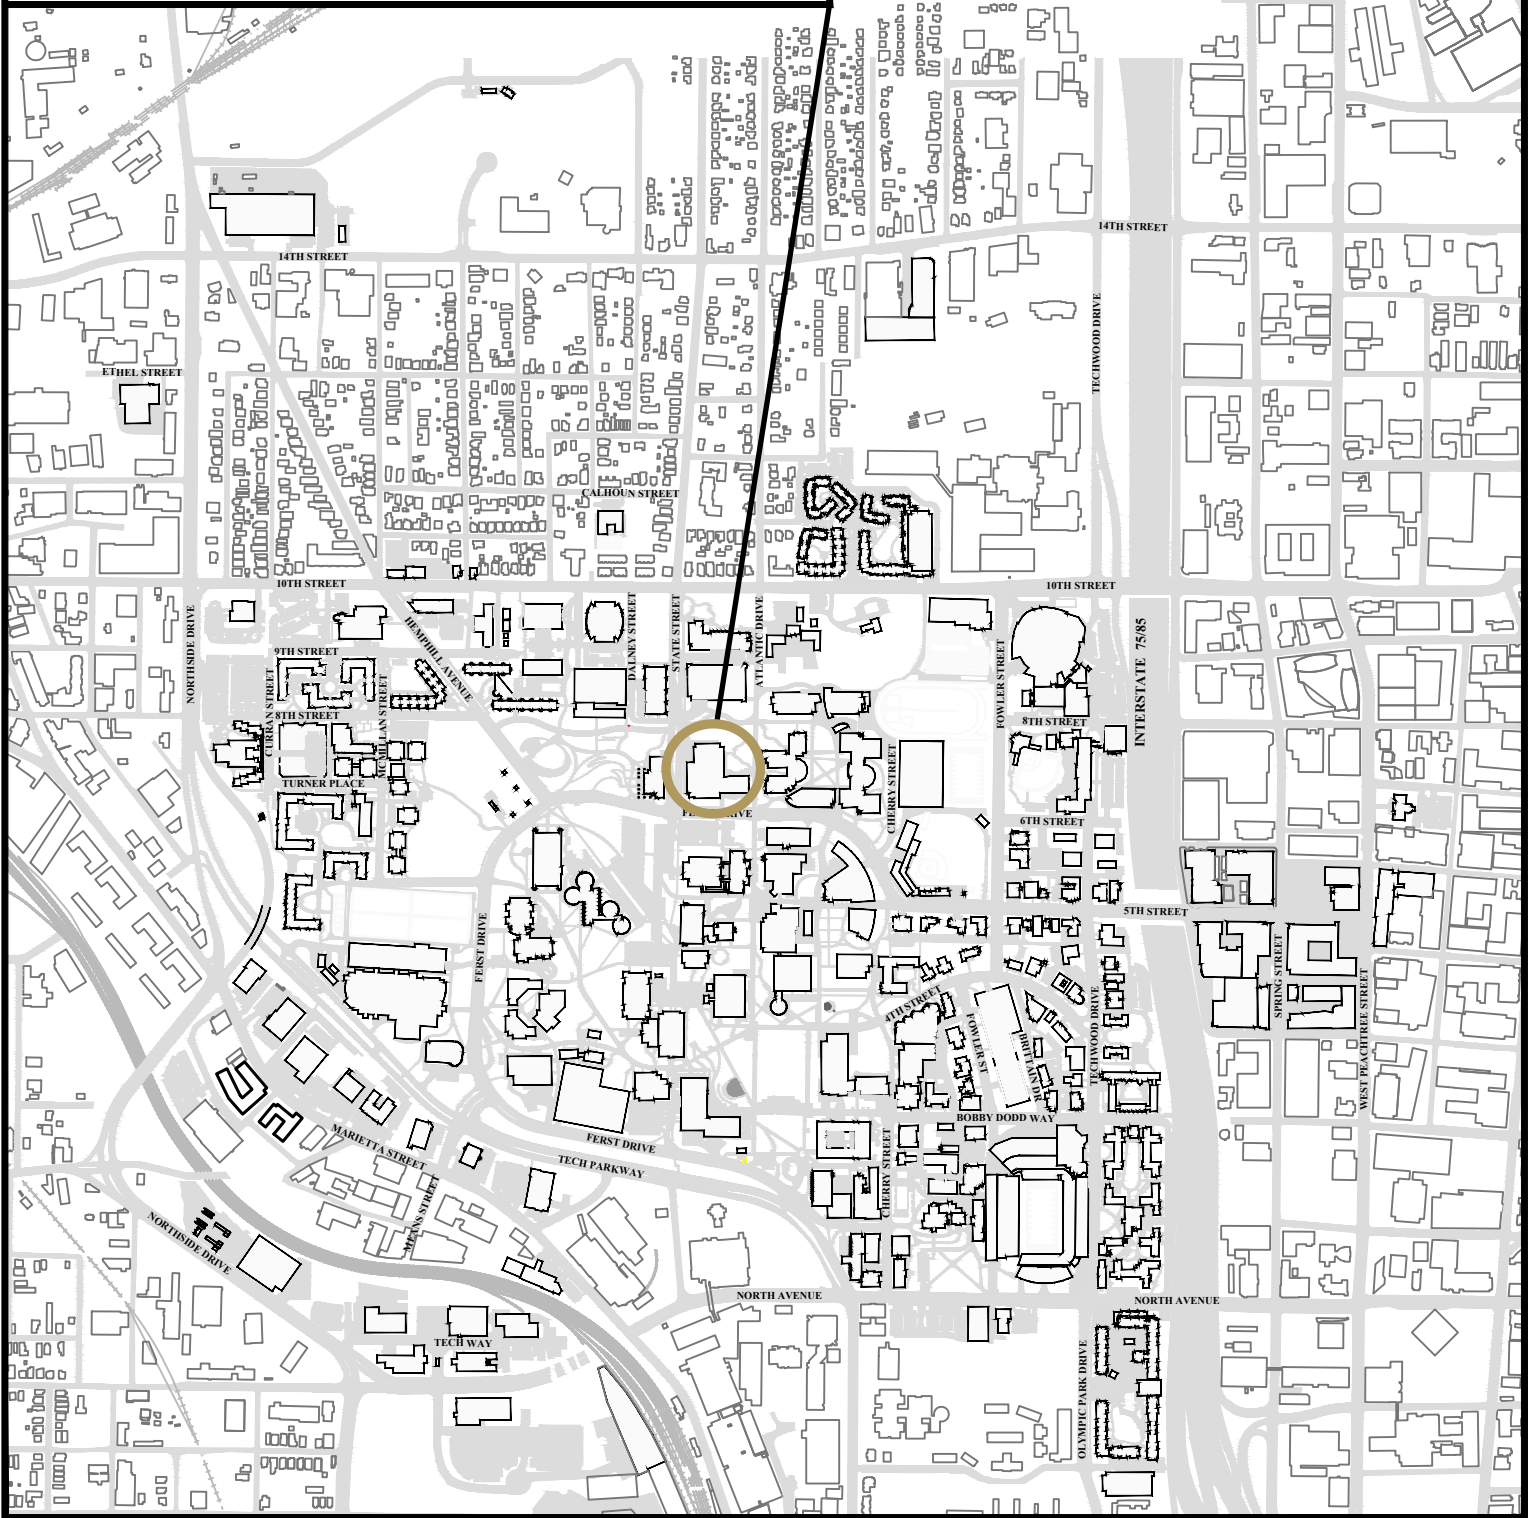 14TH STREET
14TH STREET
TECHWOOD DRIVE
ETHEL STREET
CALHOUN STREET
10TH STREET
10TH STREET
NORTHSIDE DRIVE
HEMPHILL AVENUE
DALNEY STREET
STATE STREET
ATLANTIC DRIVE
FOWLER STREET
INTERSTATE 75/85
9TH STREET
CURRAN STREET
MCMILLAN STREET
8TH STREET
8TH STREET
TURNER PLACE
CHERRY STREET
DRIVE
6TH STREET
5TH STREET
FERST DRIVE
SPRING STREET
WEST PEACHTREE STREET
4TH STREET
FOWLER ST
BRITTAIN DR
TECHWOOD DRIVE
BOBBY DODD WAY
MARIETTA STREET
FERST DRIVE
TECH PARKWAY
CHERRY STREET
MEANS STREET
NORTHSIDE DRIVE
NORTH AVENUE
NORTH AVENUE
TECH WAY
OLYMPIC PARK DRIVE